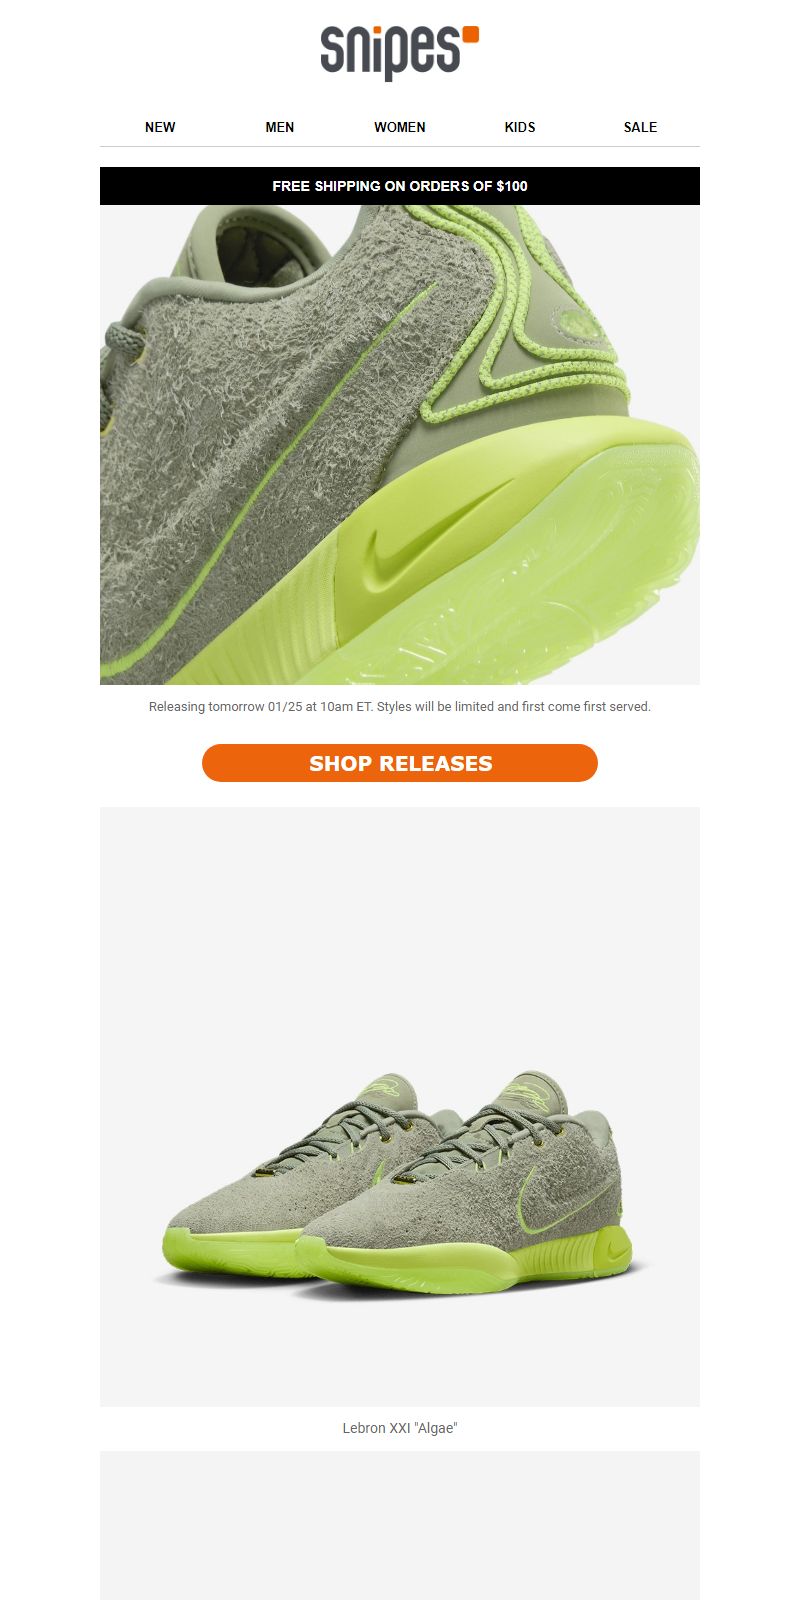 snipes
NEW MEN WOMEN KIDS SALE
FREE SHIPPING ON ORDERS OF $100
Releasing tomorrow 01/25 at 10am ET. Styles will be limited and first come first served.
SHOP RELEASES
Lebron XXI "Algae"